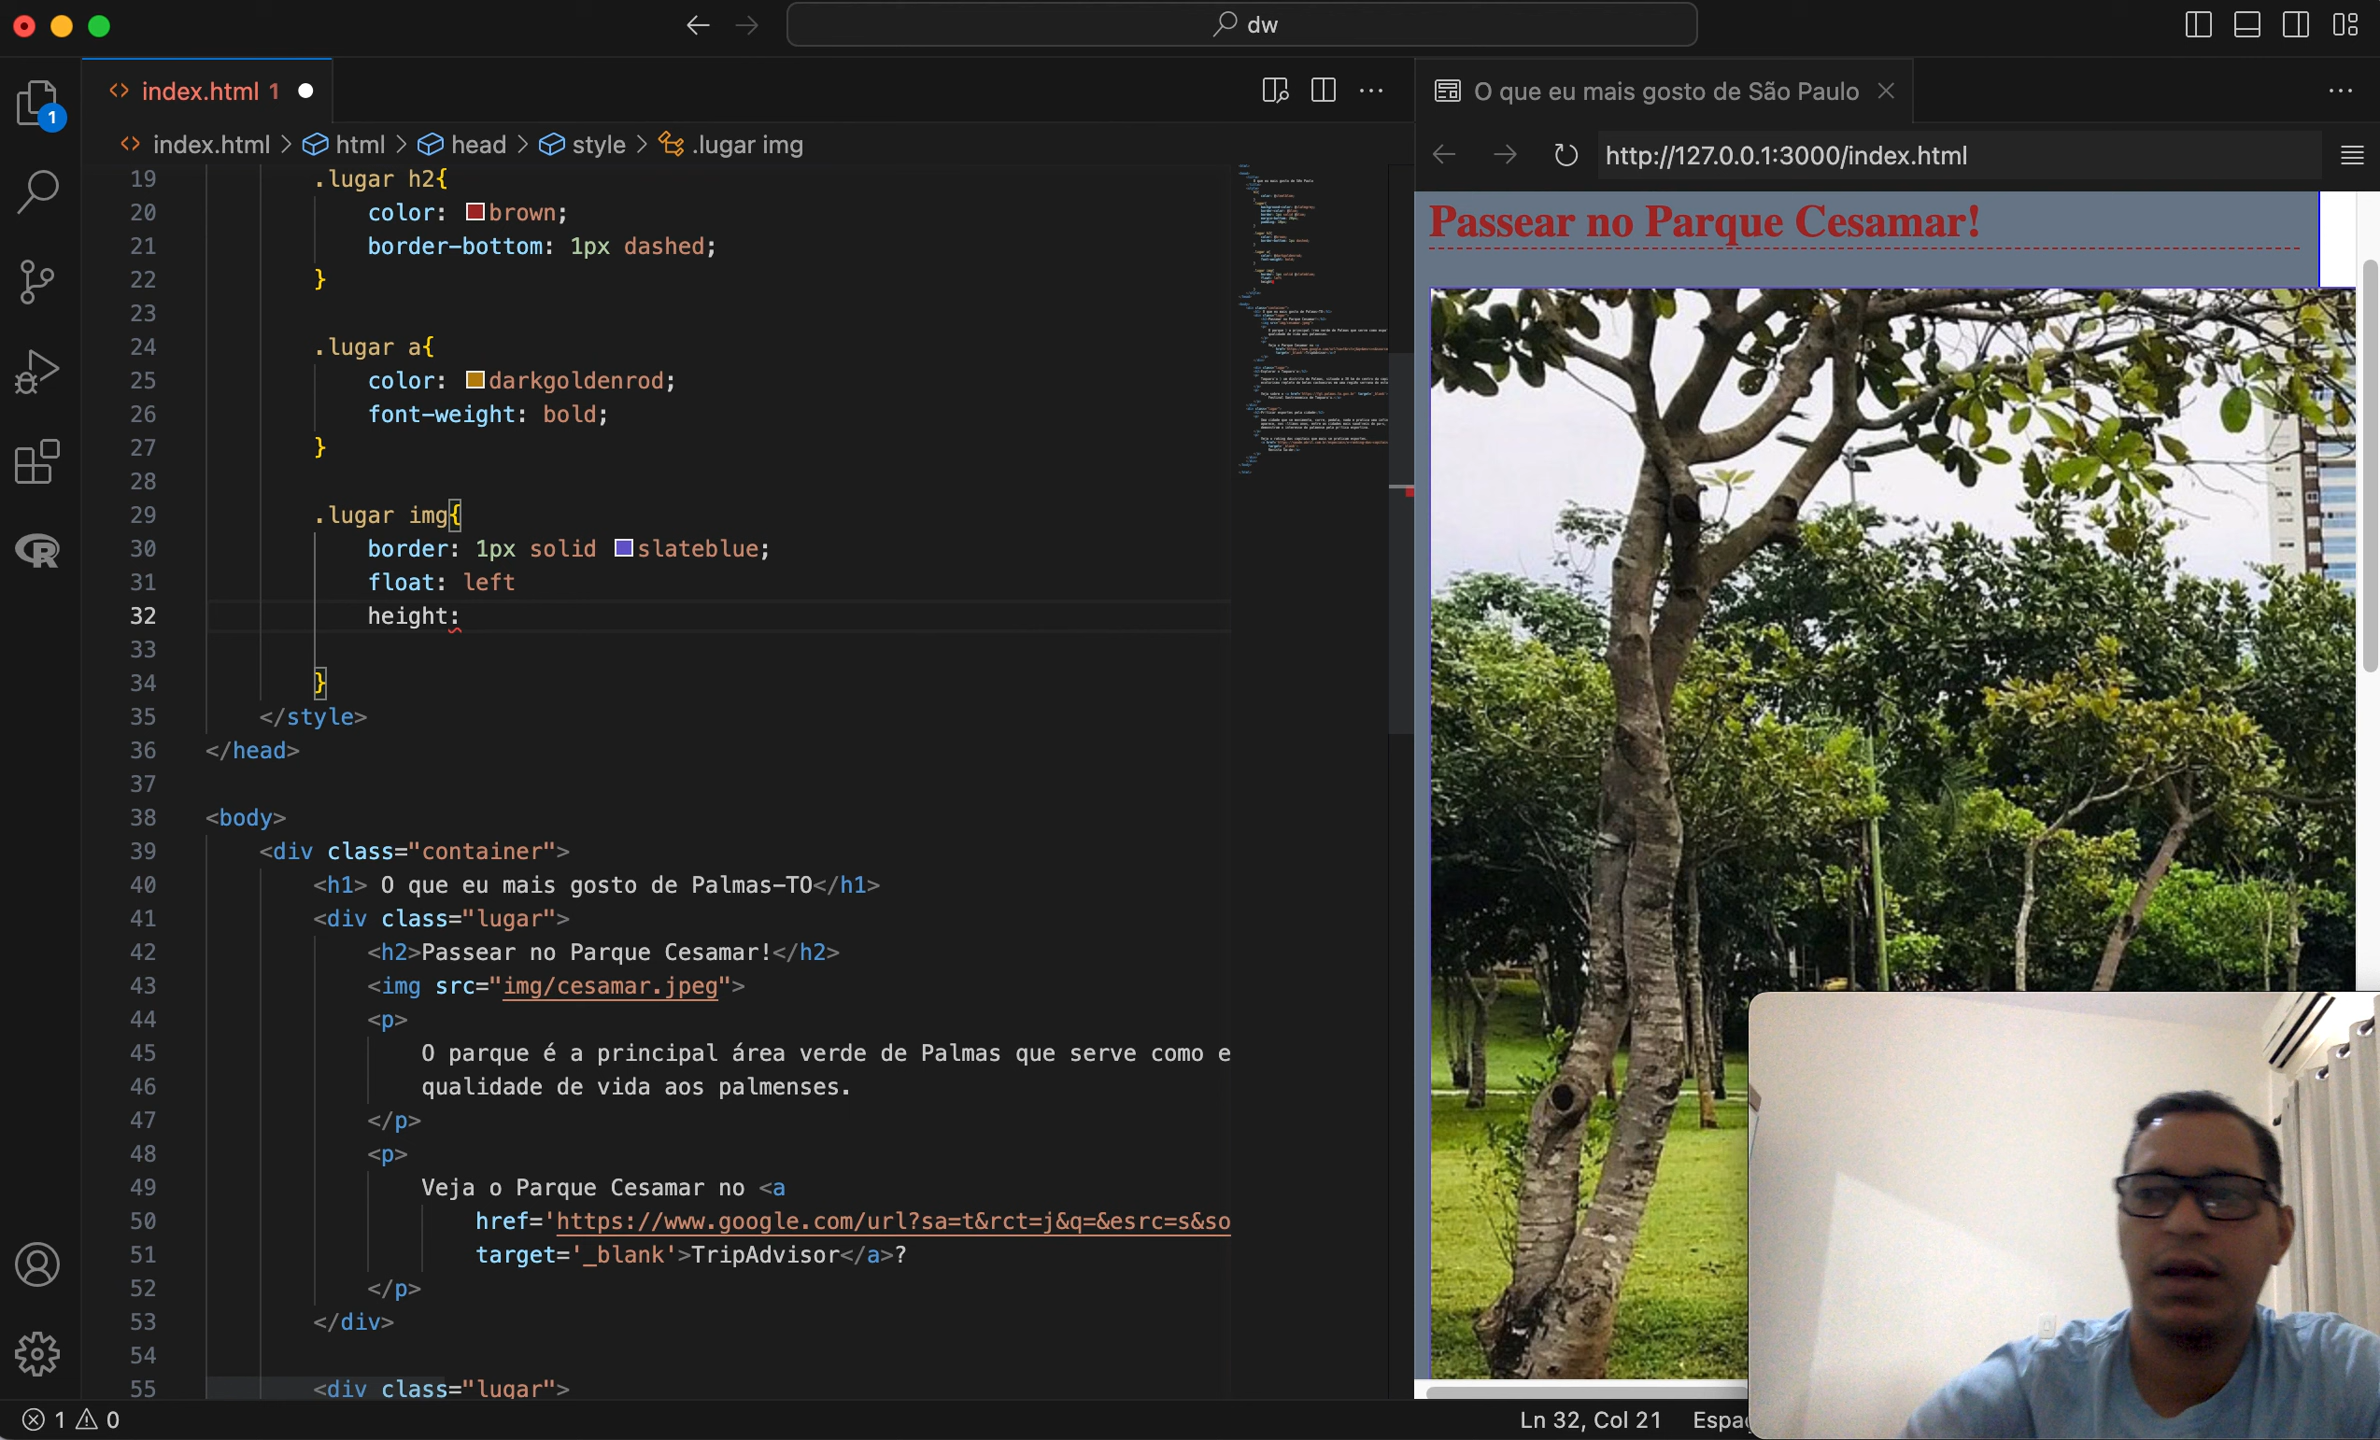 dw
index.html 1
O que eu mais gosto de São Paulo
index.html > html > head > style > .lugar img
http://127.0.0.1:3000/index.html
1
19 .lugar h2{
20 color: brown;
21 border-bottom: 1px dashed;
22 }
23
24 .lugar a{
25 color: darkgoldenrod;
26 font-weight: bold;
27 }
28
29 .lugar img{
30 border: 1px solid slateblue;
31 float: left
32 height:
33
34 }
35 </style>
36 </head>
37
38 <body>
39 <div class="container">
40 <h1> O que eu mais gosto de Palmas-TO</h1>
41 <div class="lugar">
42 <h2>Passear no Parque Cesamar!</h2>
43 <img src="img/cesamar.jpeg">
44 <p>
45 O parque é a principal área verde de Palmas que serve como e
46 qualidade de vida aos palmenses.
47 </p>
48 <p>
49 Veja o Parque Cesamar no <a
50 href='https://www.google.com/url?sa=t&rct=j&q=&esrc=s&so
51 target='_blank'>TripAdvisor</a>?
52 </p>
53 </div>
54
55 <div class="lugar">
Passear no Parque Cesamar!
1 0
Ln 32, Col 21